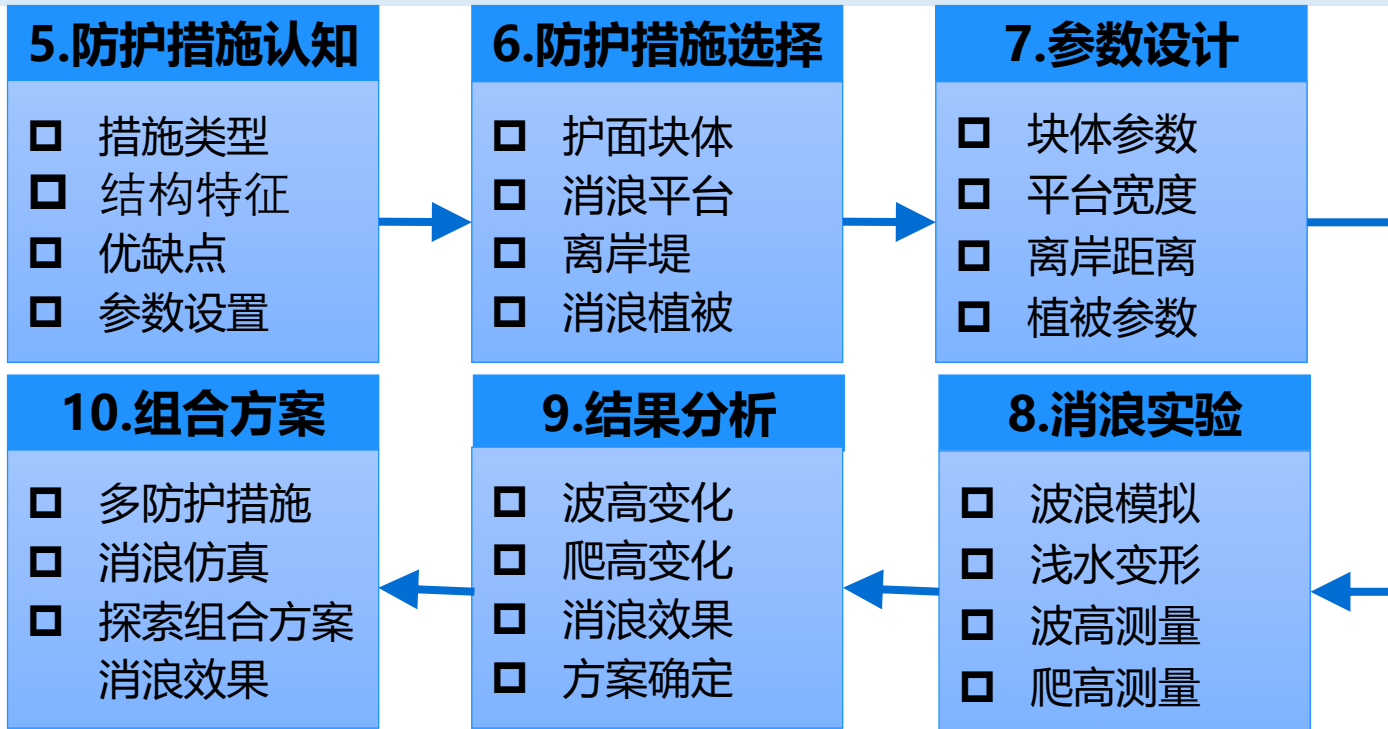 5.防护措施认知
措施类型
结构特征
优缺点
参数设置
6.防护措施选择
护面块体
消浪平台
离岸堤
消浪植被
7.参数设计
块体参数
平台宽度
离岸距离
植被参数
8.消浪实验
波浪模拟
浅水变形
波高测量
爬高测量
9.结果分析
波高变化
爬高变化
消浪效果
方案确定
10.组合方案
多防护措施
消浪仿真
探索组合方案
消浪效果